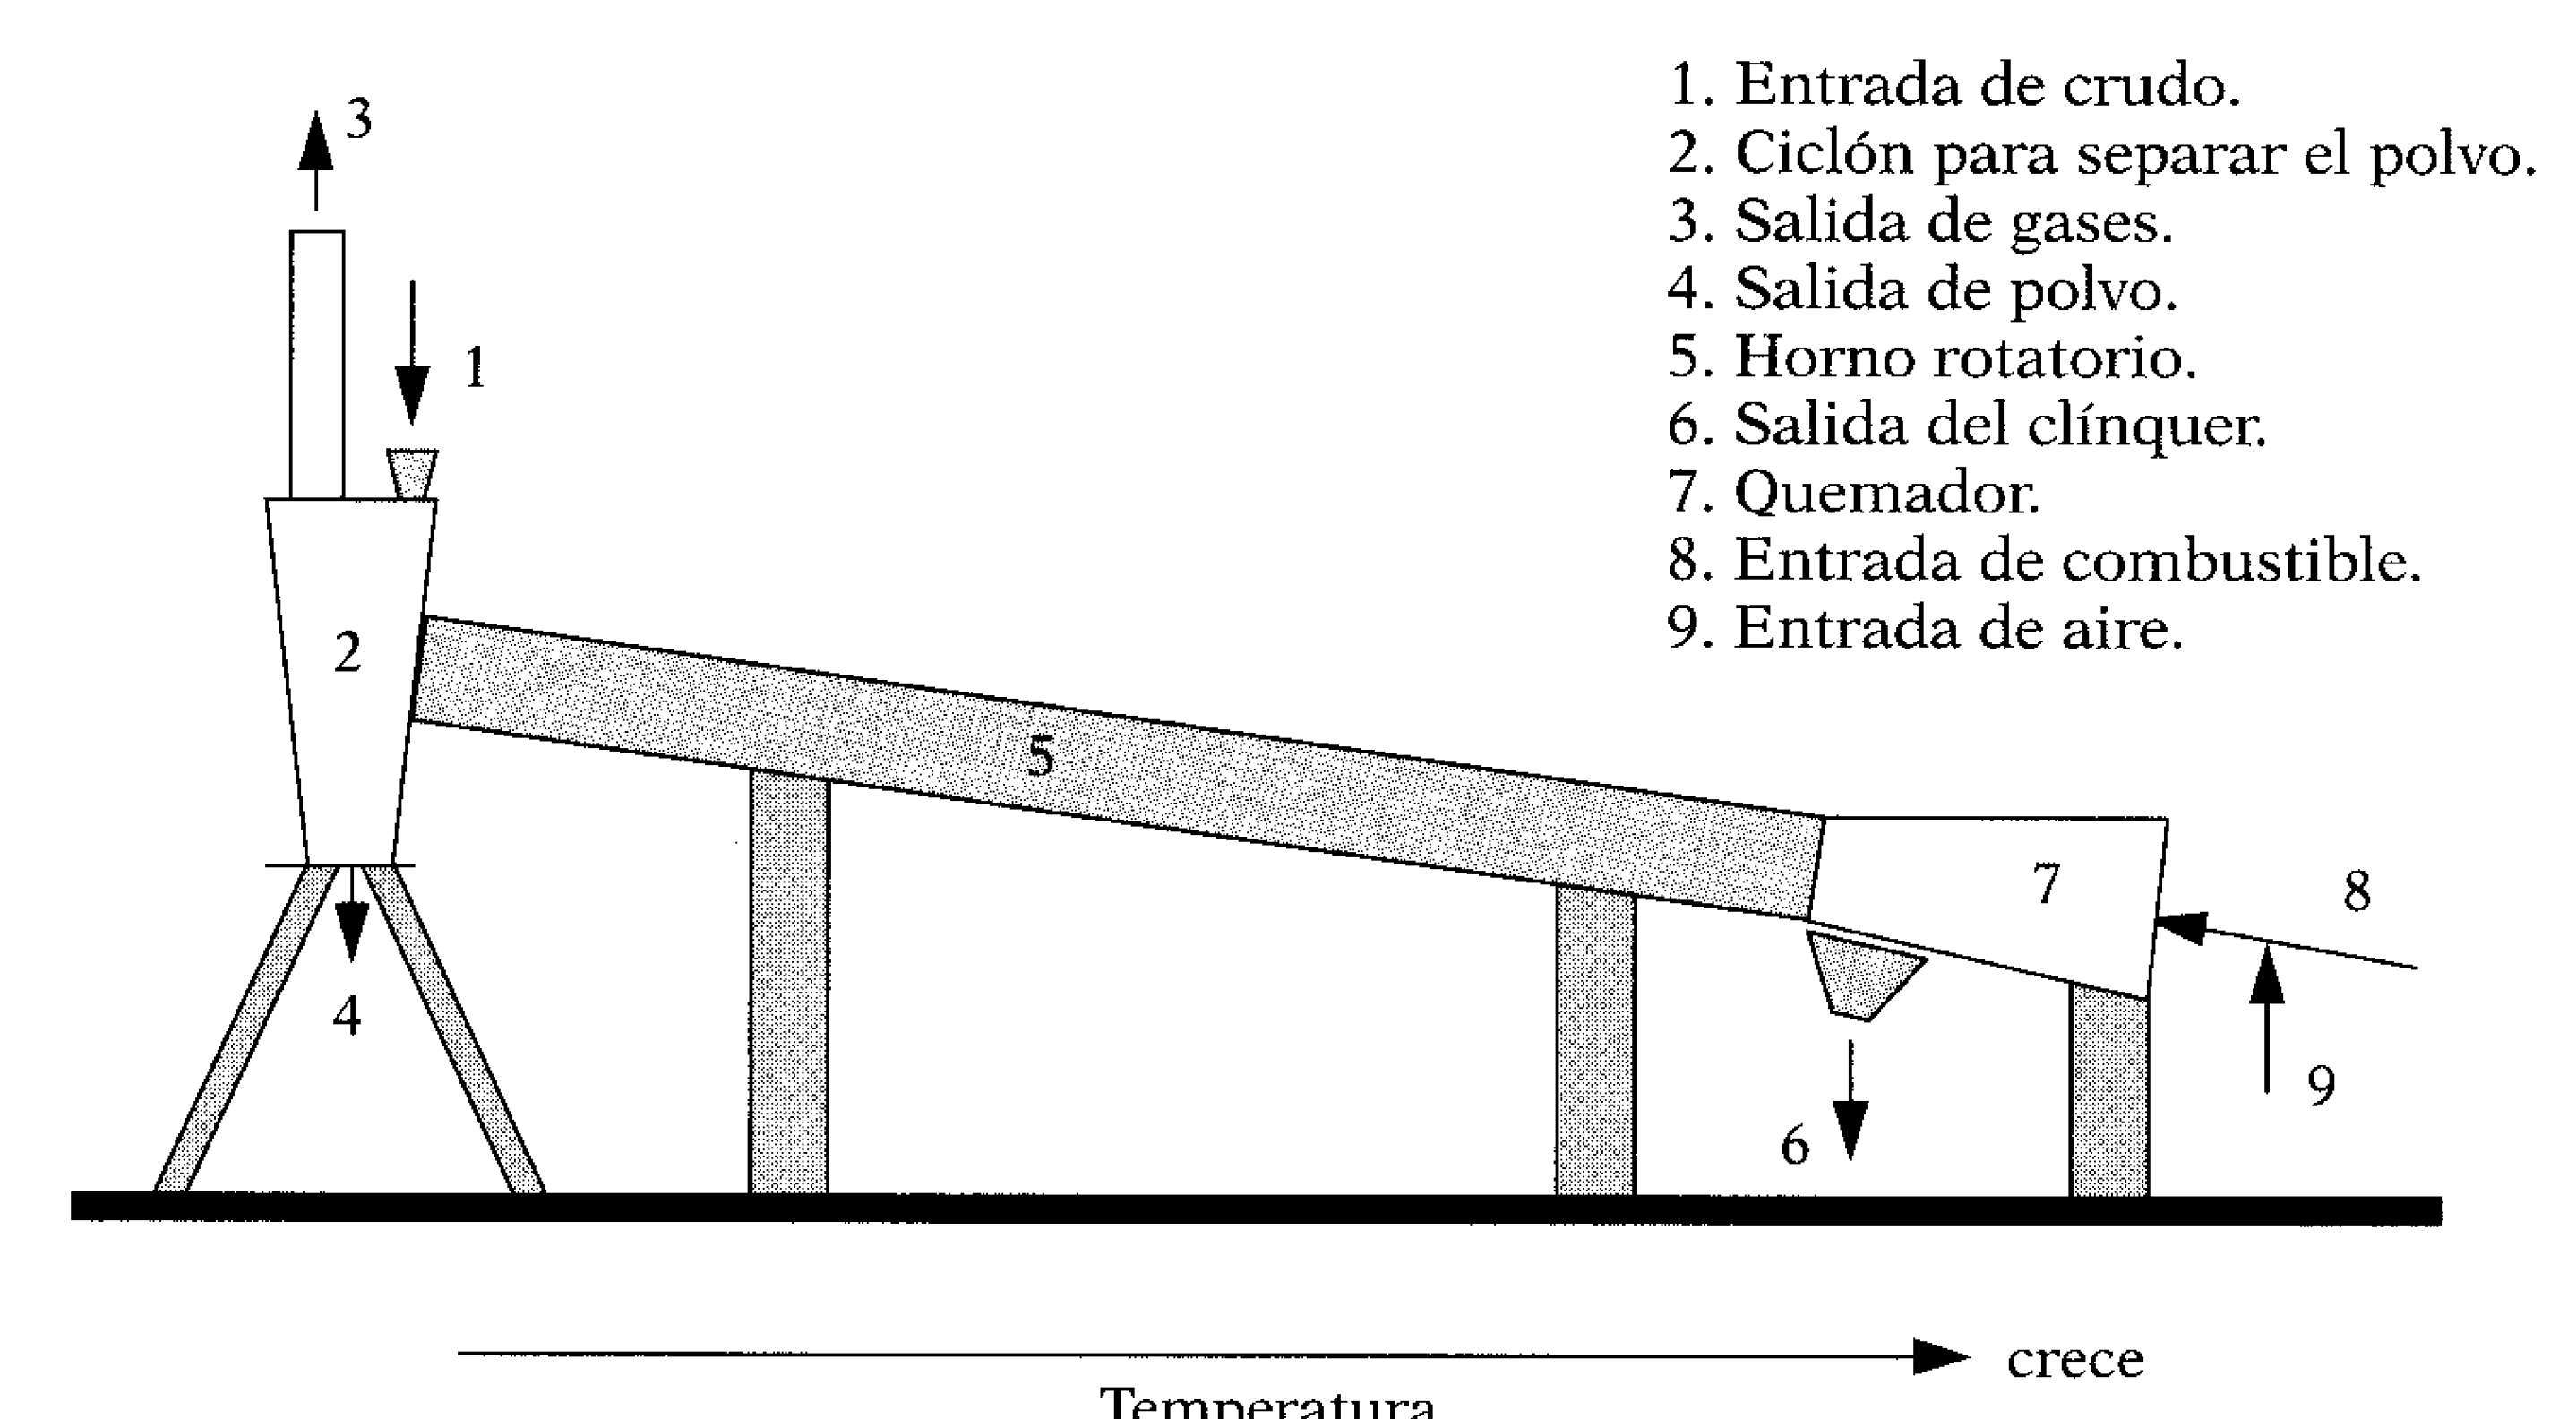 1. Entrada de crudo.
2. Ciclón para separar el polvo.
3. Salida de gases.
4. Salida de polvo.
5. Horno rotatorio.
6. Salida del clínquer.
7. Quemador.
8. Entrada de combustible.
9. Entrada de aire.
3
1
2
5
7
8
4
9
6
crece
Temperatura